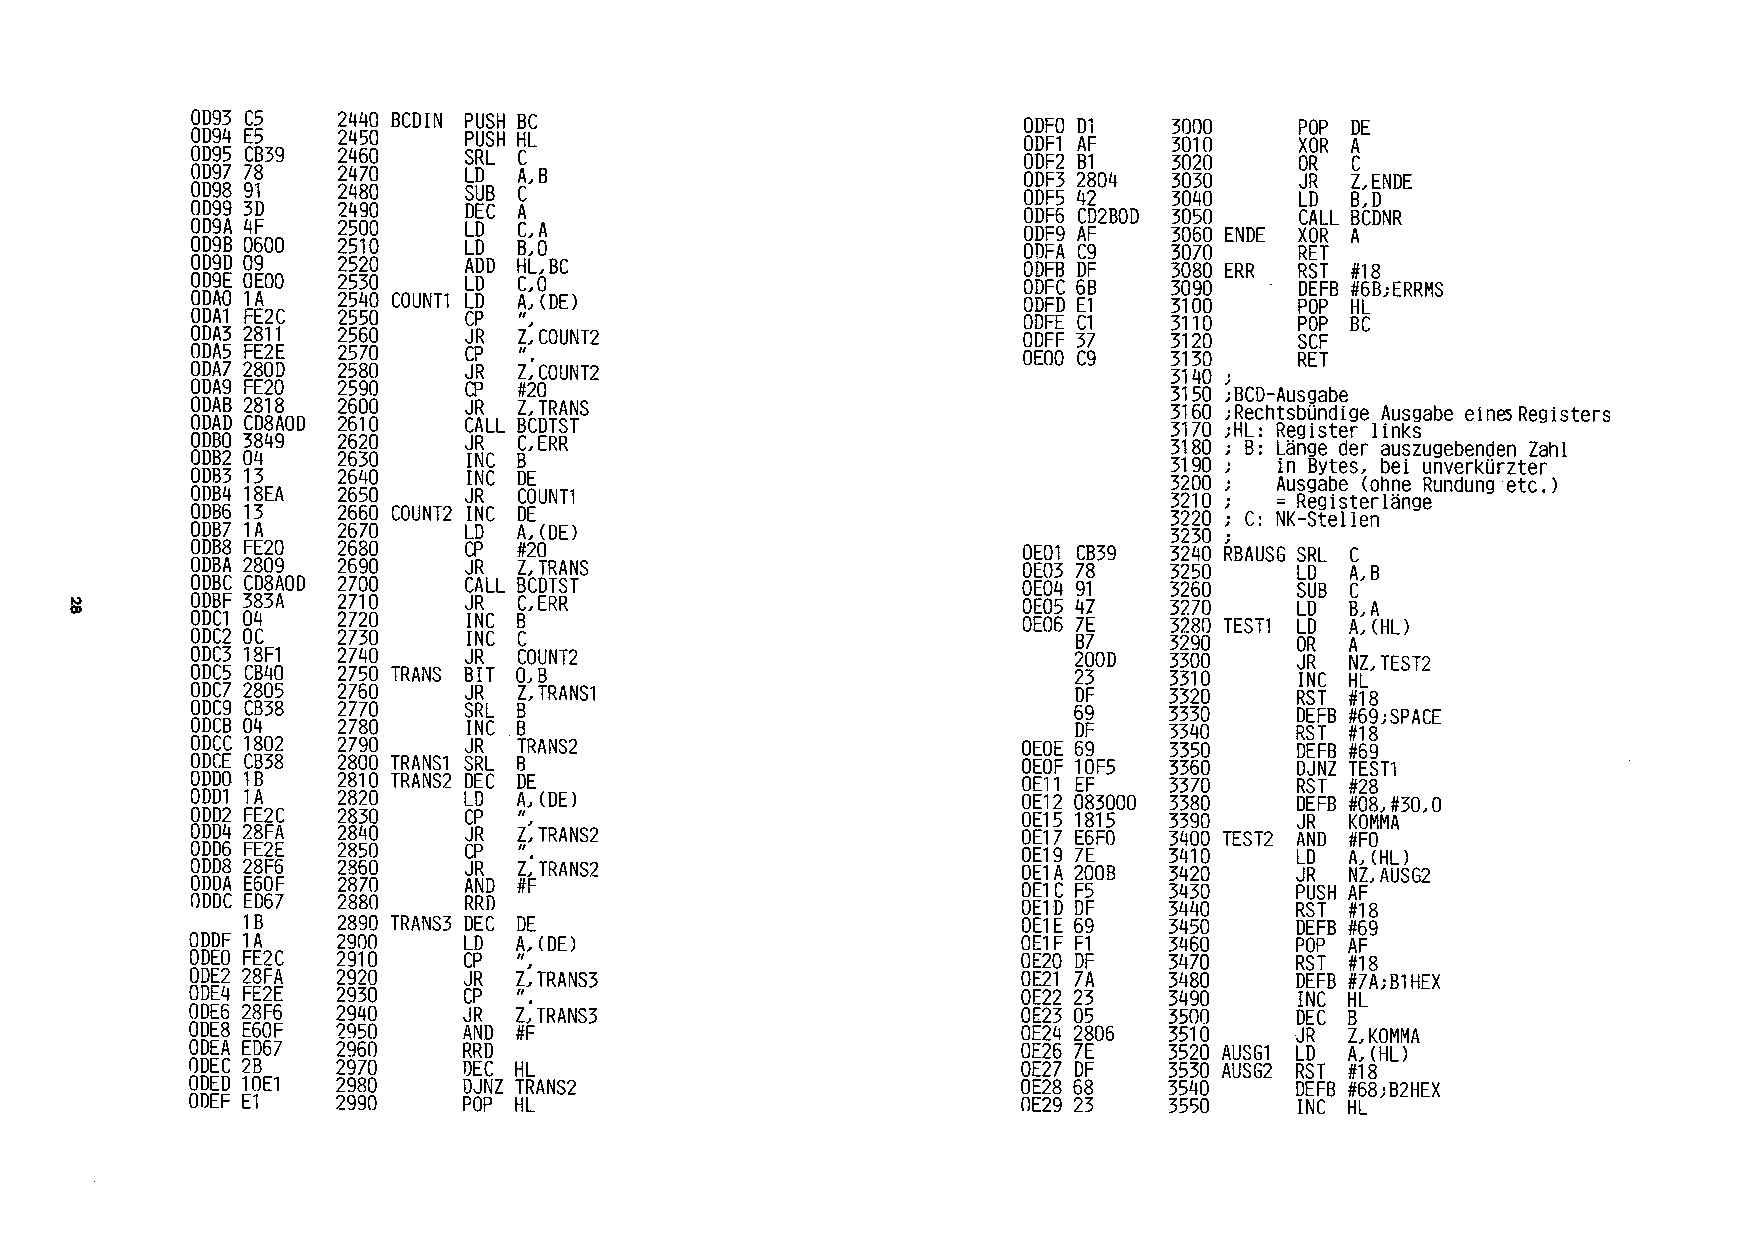 0D93 C5 2440 BCDIN PUSH BC
0D94 E5 2450 PUSH HL
0D95 CB39 2460 SRL C
0D97 78 2470 LD A,B
0D98 91 2480 SUB C
0D99 3D 2490 DEC A
0D9A 4F 2500 LD C,A
0D9B 0600 2510 LD B,0
0D9D 09 2520 ADD HL,BC
0D9E 0E00 2530 LD C,0
0DA0 1A 2540 COUNT1 LD A,(DE)
0DA1 FE2C 2550 CP ",
0DA3 2811 2560 JR Z,COUNT2
0DA5 FE2E 2570 CP ".
0DA7 280D 2580 JR Z,COUNT2
0DA9 FE20 2590 CP #20
0DAB 2818 2600 JR Z,TRANS
0DAD CD8A0D 2610 CALL BCDTST
0DB0 3849 2620 JR C,ERR
0DB2 04 2630 INC B
0DB3 13 2640 INC DE
0DB4 18EA 2650 JR COUNT1
0DB6 13 2660 COUNT2 INC DE
0DB7 1A 2670 LD A,(DE)
0DB8 FE20 2680 CP #20
0DBA 2809 2690 JR Z,TRANS
0DBC CD8A0D 2700 CALL BCDTST
0DBF 383A 2710 JR C,ERR
0DC1 04 2720 INC B
0DC2 0C 2730 INC C
0DC3 18F1 2740 JR COUNT2
0DC5 CB40 2750 TRANS BIT 0,B
0DC7 2805 2760 JR Z,TRANS1
0DC9 CB38 2770 SRL B
0DCB 04 2780 INC B
0DCC 1802 2790 JR TRANS2
0DCE CB38 2800 TRANS1 SRL B
0DD0 1B 2810 TRANS2 DEC DE
0DD1 1A 2820 LD A,(DE)
0DD2 FE2C 2830 CP ",
0DD4 28FA 2840 JR Z,TRANS2
0DD6 FE2E 2850 CP ".
0DD8 28F6 2860 JR Z,TRANS2
0DDA E60F 2870 AND #F
0DDC ED67 2880 RRD
1B 2890 TRANS3 DEC DE
0DDF 1A 2900 LD A,(DE)
0DE0 FE2C 2910 CP ",
0DE2 28FA 2920 JR Z,TRANS3
0DE4 FE2E 2930 CP ".
0DE6 28F6 2940 JR Z,TRANS3
0DE8 E60F 2950 AND #F
0DEA ED67 2960 RRD
0DEC 2B 2970 DEC HL
0DED 10E1 2980 DJNZ TRANS2
0DEF E1 2990 POP HL
28
0DF0 D1 3000 POP DE
0DF1 AF 3010 XOR A
0DF2 B1 3020 OR C
0DF3 2804 3030 JR Z,ENDE
0DF5 42 3040 LD B,D
0DF6 CD2B0D 3050 CALL BCDNR
0DF9 AF 3060 ENDE XOR A
0DFA C9 3070 RET
0DFB DF 3080 ERR RST #18
0DFC 6B 3090 DEFB #6B;ERRMS
0DFD E1 3100 POP HL
0DFE C1 3110 POP BC
0DFF 37 3120 SCF
0E00 C9 3130 RET
3140 ;
3150 ;BCD-Ausgabe
3160 ;Rechtsbündige Ausgabe eines Registers
3170 ;HL: Register links
3180 ; B: Länge der auszugebenden Zahl
3190 ; in Bytes, bei unverkürzter
3200 ; Ausgabe (ohne Rundung etc.)
3210 ; = Registerlänge
3220 ; C: NK-Stellen
3230 ;
0E01 CB39 3240 RBAUSG SRL C
0E03 78 3250 LD A,B
0E04 91 3260 SUB C
0E05 47 3270 LD B,A
0E06 7E 3280 TEST1 LD A,(HL)
B7 3290 OR A
200D 3300 JR NZ,TEST2
23 3310 INC HL
DF 3320 RST #18
69 3330 DEFB #69;SPACE
DF 3340 RST #18
0E0E 69 3350 DEFB #69
0E0F 10F5 3360 DJNZ TEST1
0E11 EF 3370 RST #28
0E12 083000 3380 DEFB #08,#30,0
0E15 1815 3390 JR KOMMA
0E17 E6F0 3400 TEST2 AND #F0
0E19 7E 3410 LD A,(HL)
0E1A 200B 3420 JR NZ,AUSG2
0E1C F5 3430 PUSH AF
0E1D DF 3440 RST #18
0E1E 69 3450 DEFB #69
0E1F F1 3460 POP AF
0E20 DF 3470 RST #18
0E21 7A 3480 DEFB #7A;B1HEX
0E22 23 3490 INC HL
0E23 05 3500 DEC B
0E24 2806 3510 JR Z,KOMMA
0E26 7E 3520 AUSG1 LD A,(HL)
0E27 DF 3530 AUSG2 RST #18
0E28 68 3540 DEFB #68;B2HEX
0E29 23 3550 INC HL